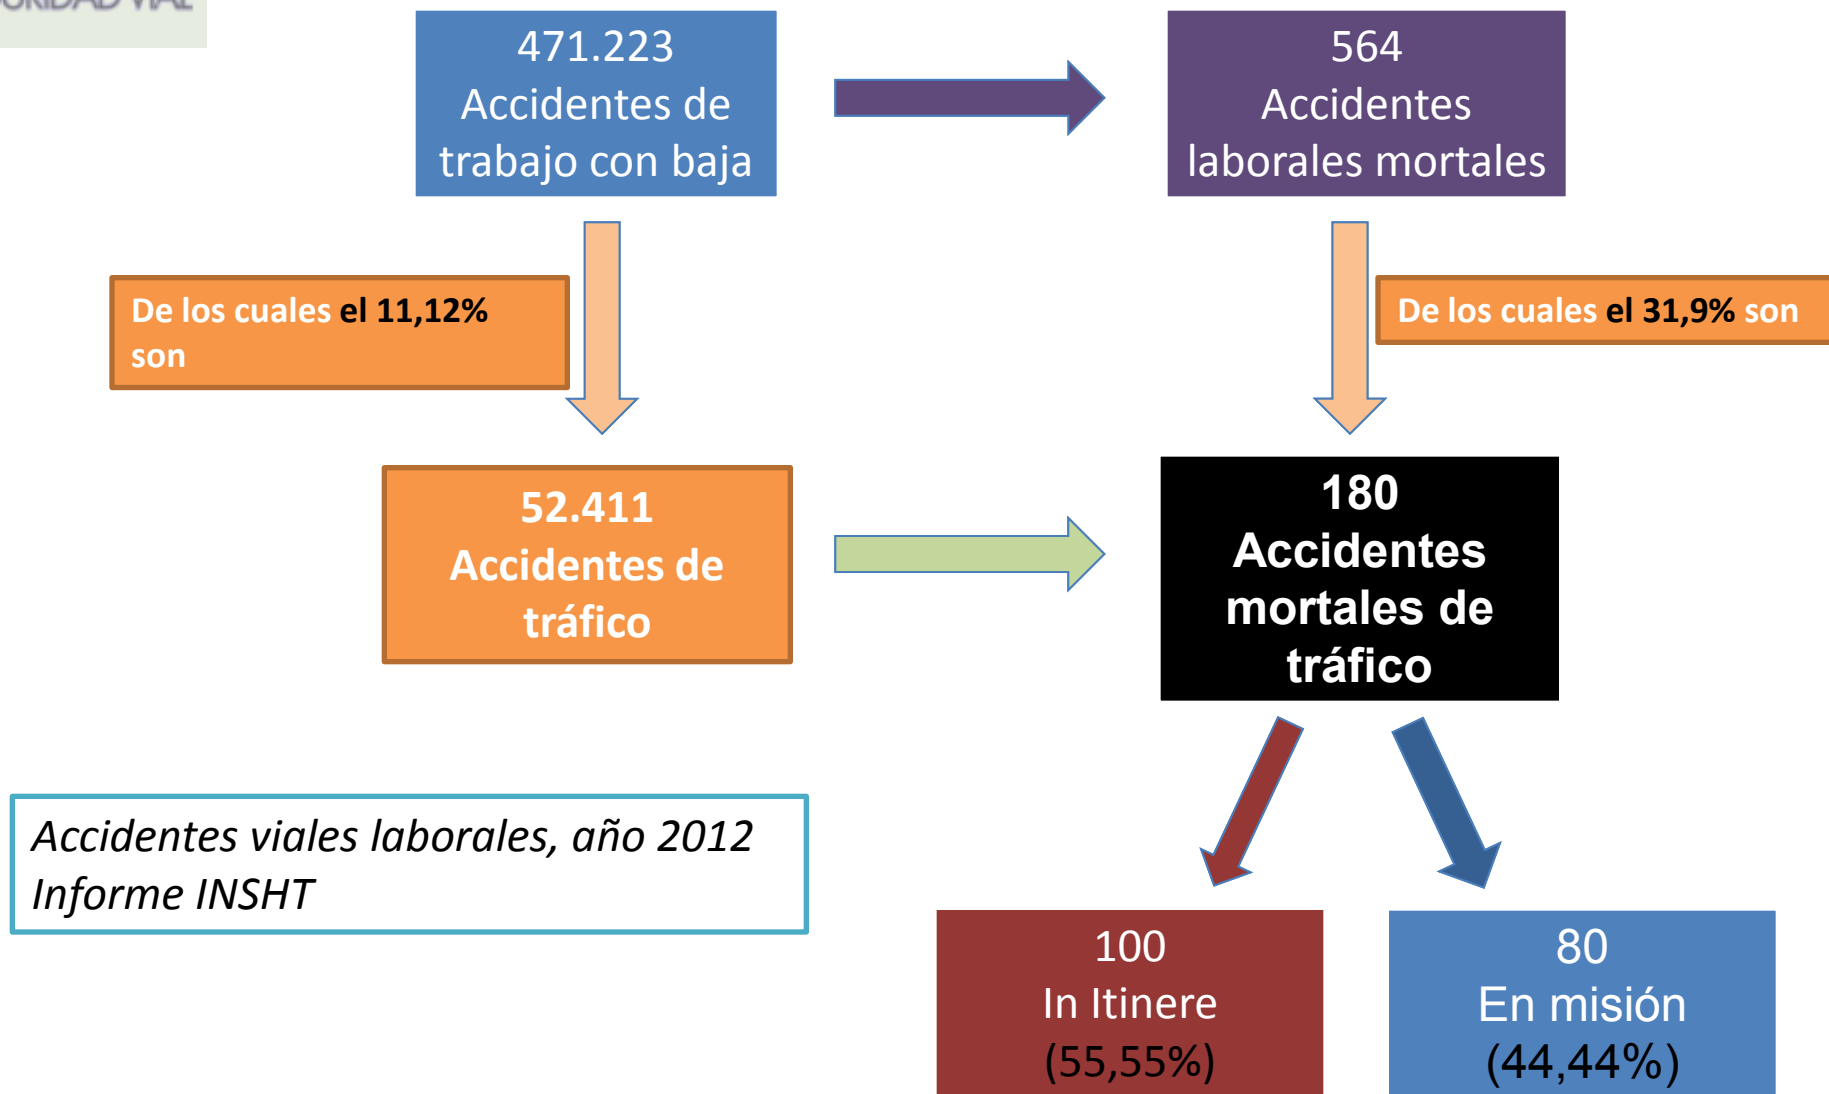 VIAL
471.223
Accidentes de
trabajo con baja
564
Accidentes
laborales mortales
De los cuales el 11,12%
son
De los cuales el 31,9% son
52.411
Accidentes de
tráfico
180
Accidentes
mortales de
tráfico
Accidentes viales laborales, año 2012
Informe INSHT
100
In Itinere
(55,55%)
80
En misión
(44,44%)